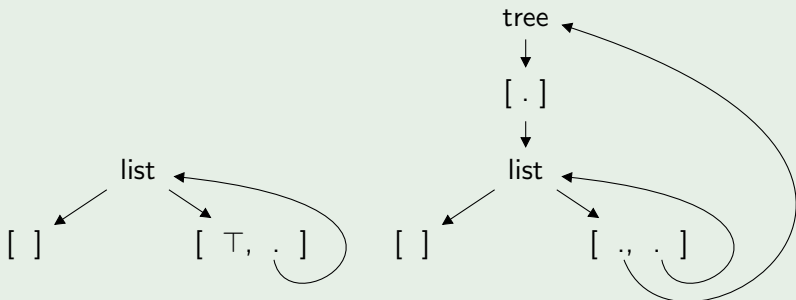 tree
[ . ]
list
list
[ ]
[ ⊤, . ]
[ ]
[ ., . ]